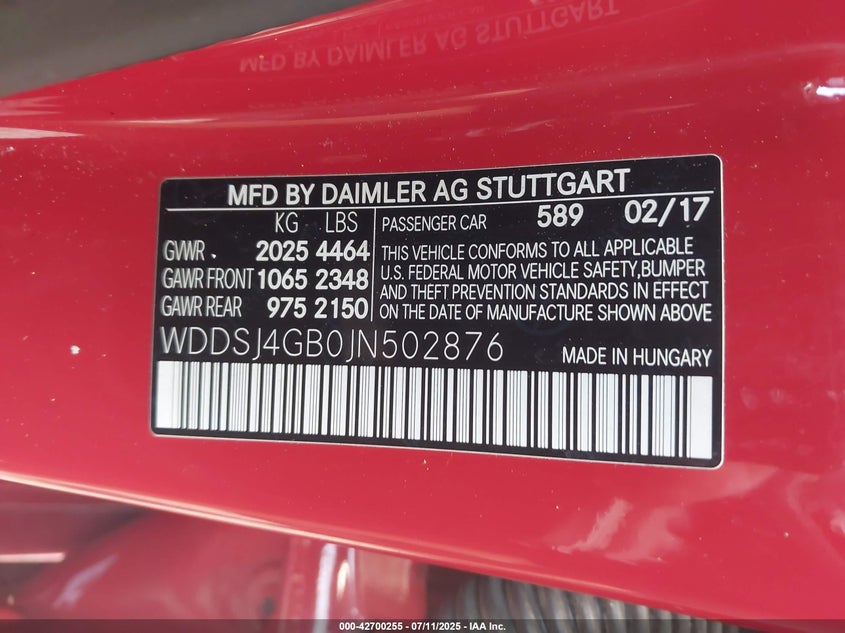 MFD BY DAIMLER AG STUTTGART
KG LBS
GVWR 2025 4464
GAWR FRONT 1065 2348
GAWR REAR 975 2150
PASSENGER CAR 589 02/17
THIS VEHICLE CONFORMS TO ALL APPLICABLE
U.S. FEDERAL MOTOR VEHICLE SAFETY,BUMPER
AND THEFT PREVENTION STANDARDS IN EFFECT
ON THE DATE OF MANUFACTURE SHOWN ABOVE
WDDSJ4GB0JN502876
MADE IN HUNGARY
000-42700255 - 07/11/2025 - IAA Inc.